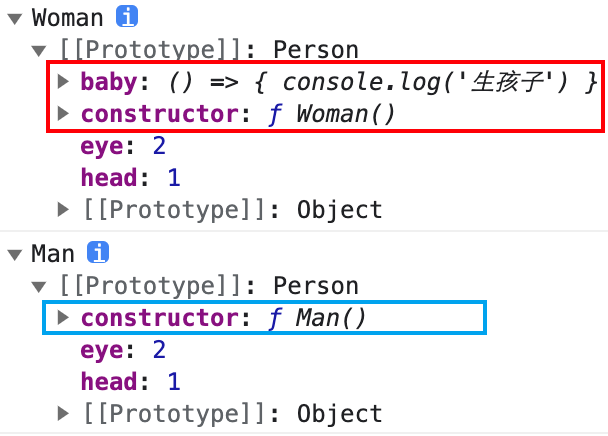 ▼ Woman i
▼ [[Prototype]]: Person
▶ baby: () => { console.log('生孩子') }
▶ constructor: ƒ Woman()
eye: 2
head: 1
▶ [[Prototype]]: Object
▼ Man i
▼ [[Prototype]]: Person
▶ constructor: ƒ Man()
eye: 2
head: 1
▶ [[Prototype]]: Object